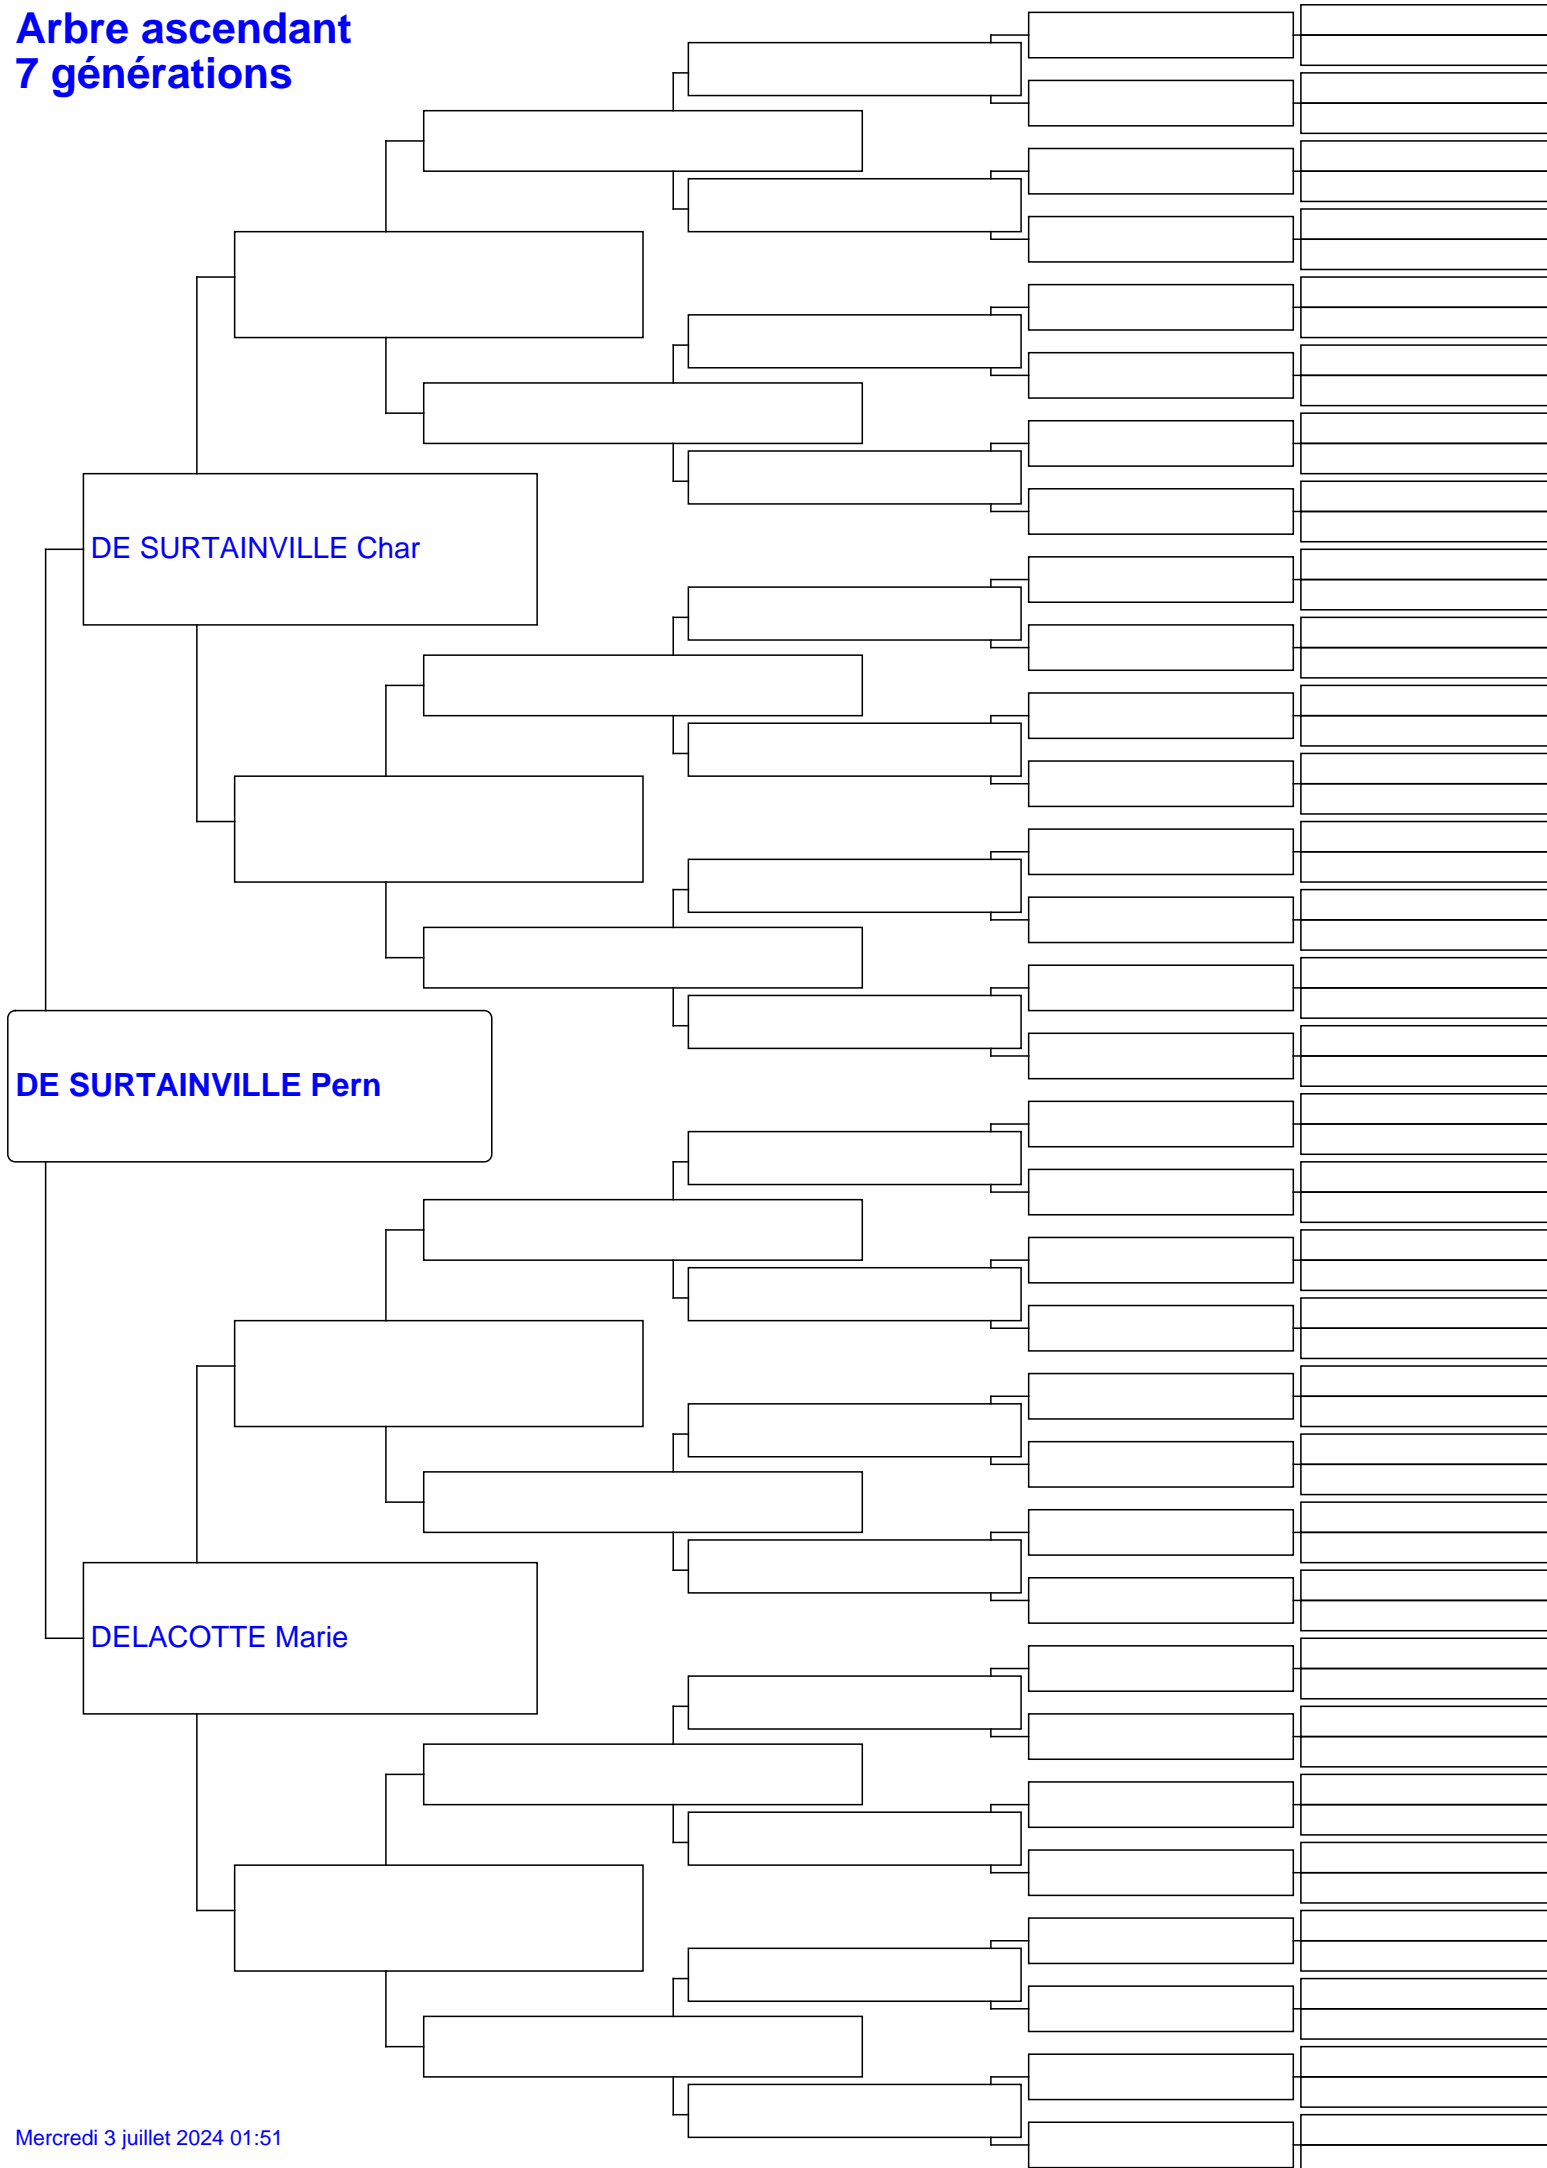 Arbre ascendant
7 générations
DE SURTAINVILLE Char
DE SURTAINVILLE Pern
DELACOTTE Marie
Mercredi 3 juillet 2024 01:51